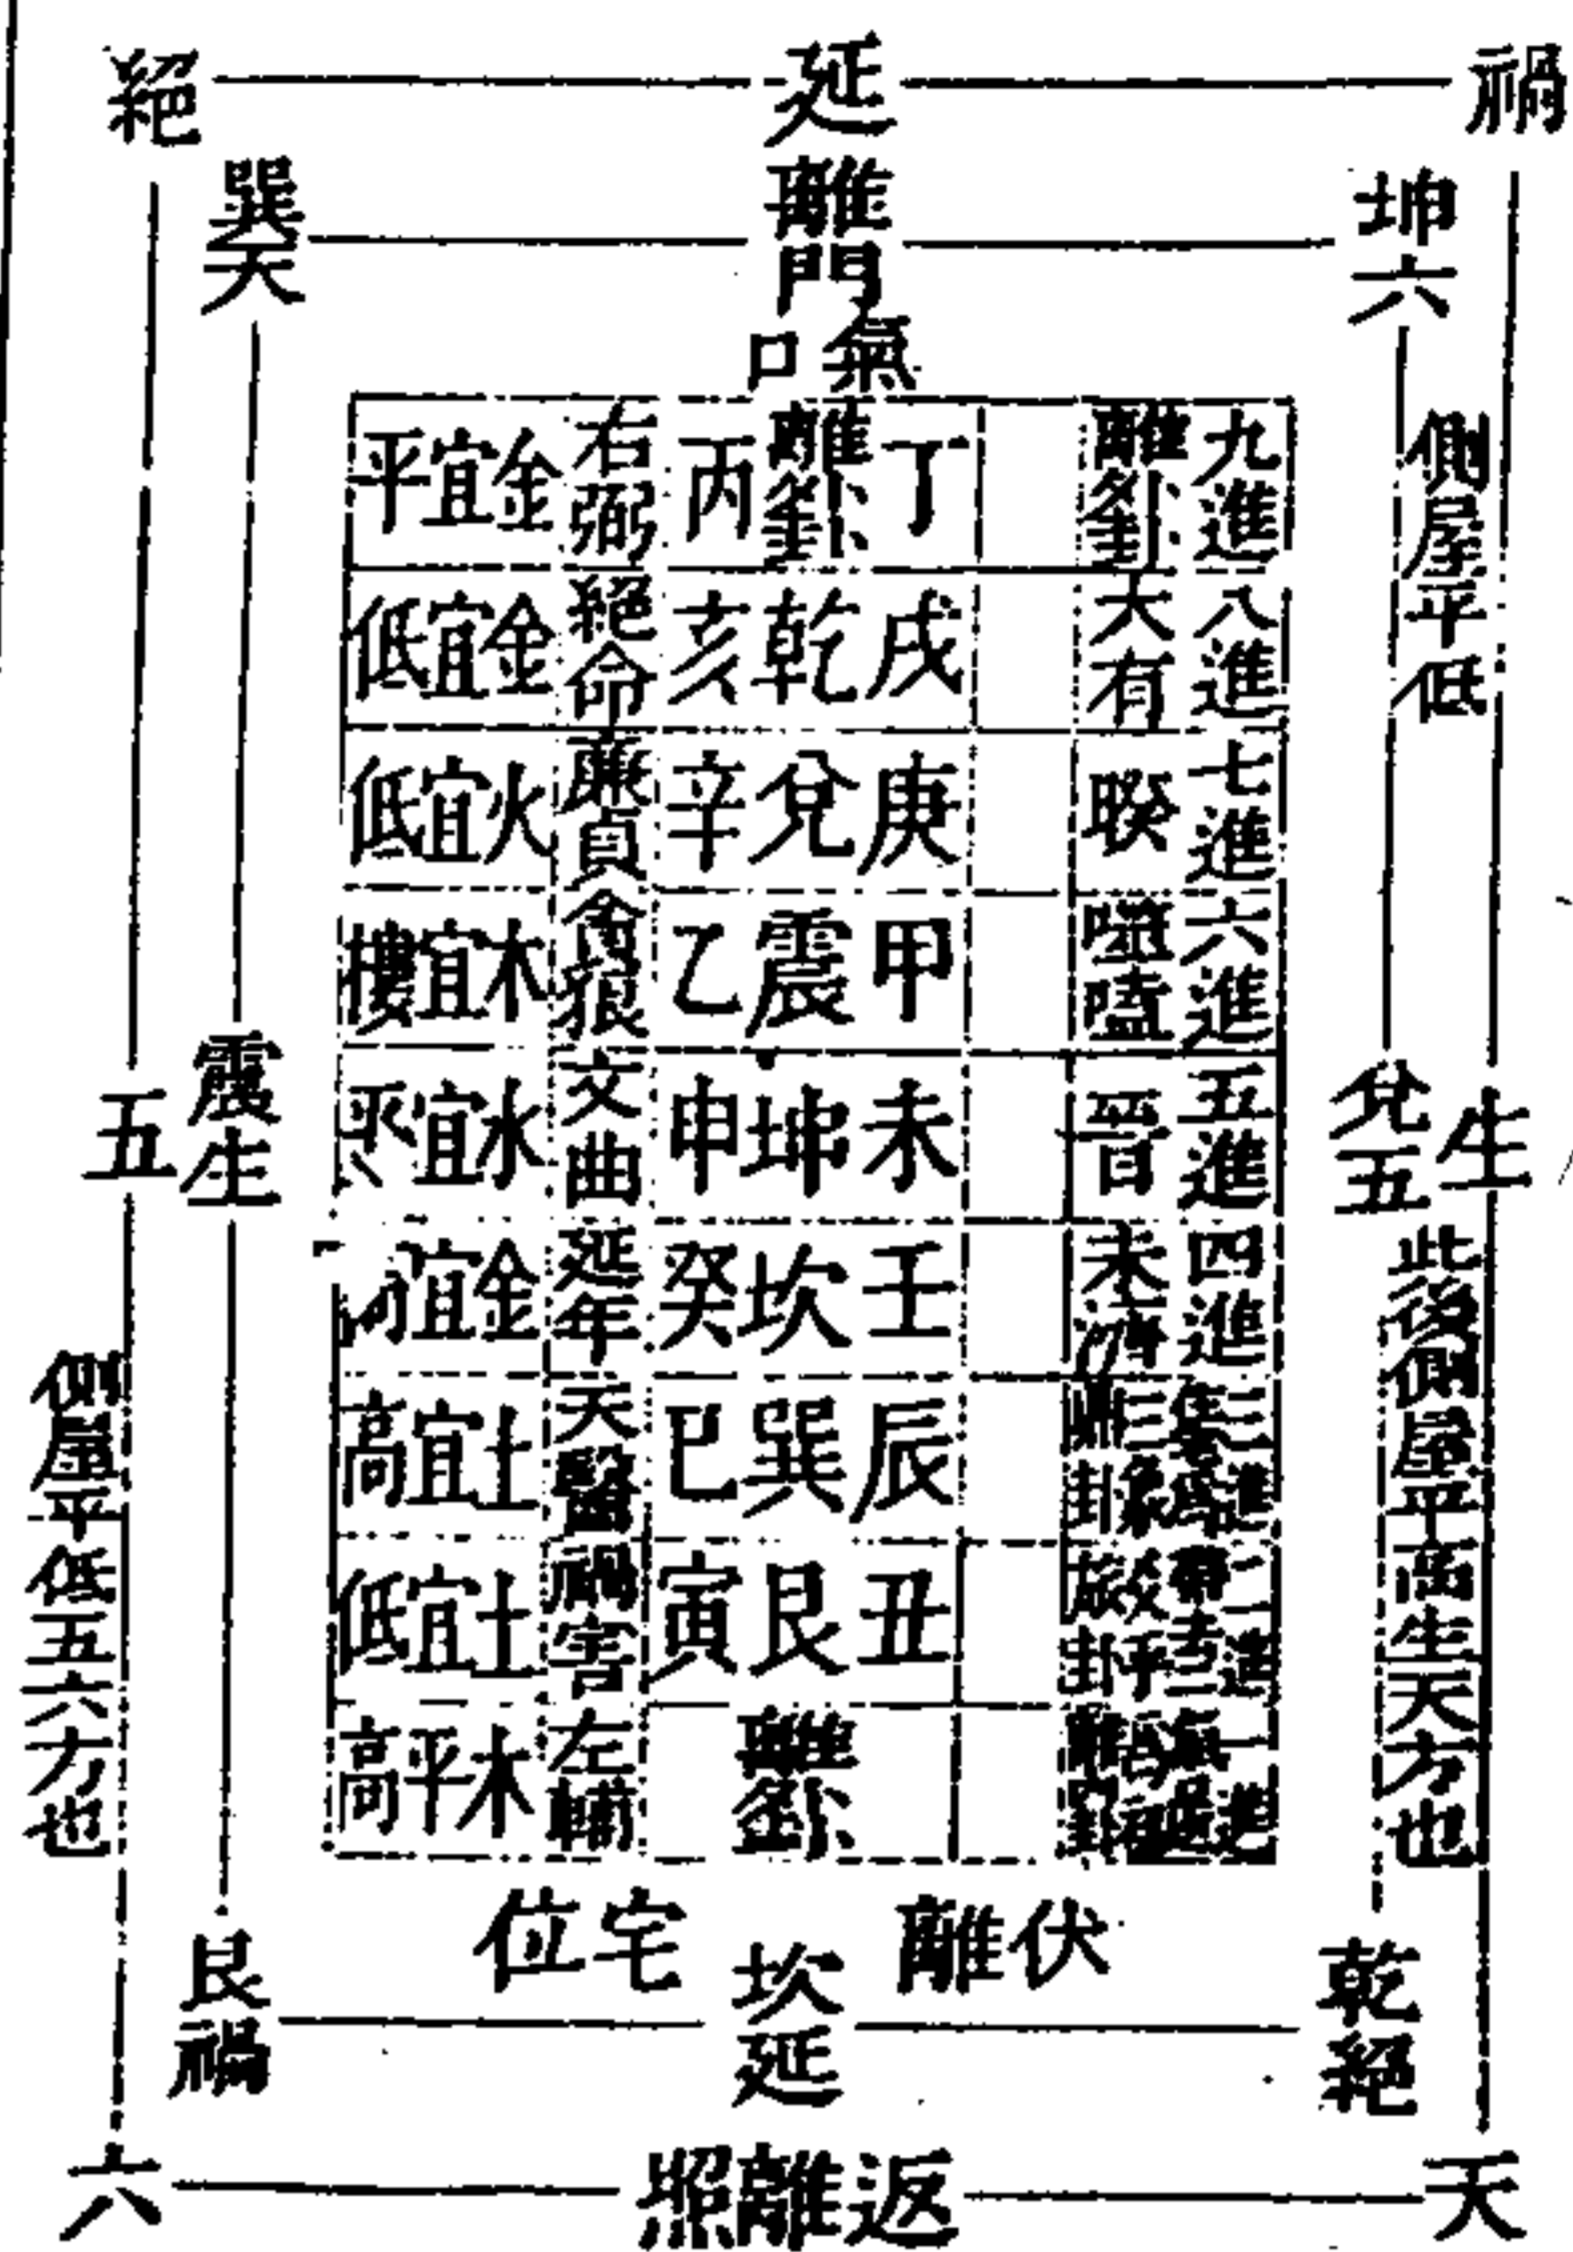 禍 延 絕
坤六 離門 巽天
氣口
九進 離卦 丁離卦丙 右弼 金宜平
八進 大有 戌乾亥 絕命 金宜低
七進 睽 庚兌辛 廉貞 火宜低
六進 噬嗑 甲震乙 貪狼 木宜樓
五進 晉 未坤申 文曲 水宜平
四進 未濟 壬坎癸 延年 金宜高
三進 辰巽巳 天醫 土宜高
二進 丑艮寅 禍害 土宜低
一進 離卦 離卦 左輔 木平高
側屋平低
生 兌五 震生 五
此後側屋平高生天方也
側屋平低五六方也
伏離 宅位
乾絕 坎延 艮禍
天 返離照 六